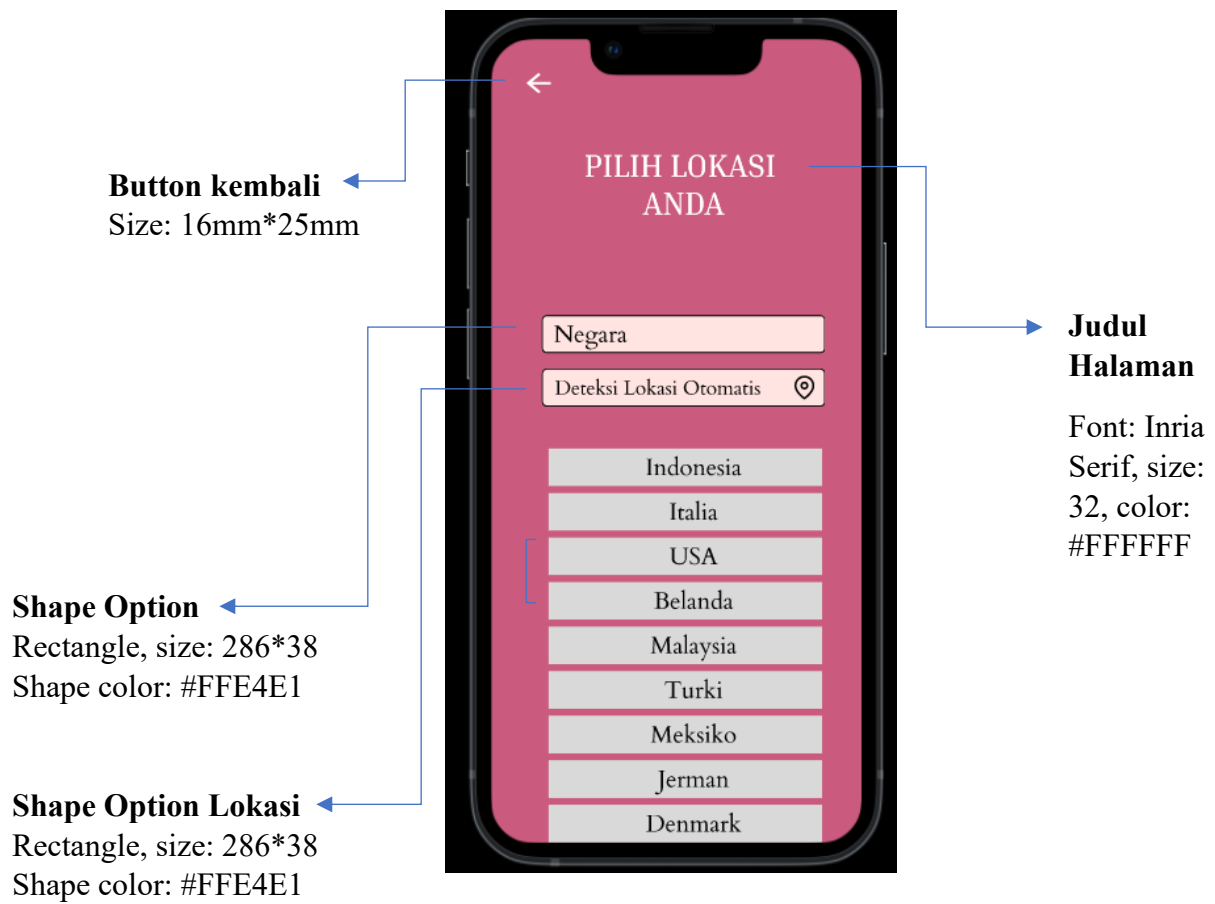 Button kembali
Size: 16mm*25mm
PILIH LOKASI
ANDA
Judul
Halaman
Font: Inria
Serif, size:
32, color:
#FFFFFF
Negara
Deteksi Lokasi Otomatis
Indonesia
Italia
USA
Belanda
Malaysia
Turki
Meksiko
Jerman
Denmark
Shape Option
Rectangle, size: 286*38
Shape color: #FFE4E1
Shape Option Lokasi
Rectangle, size: 286*38
Shape color: #FFE4E1